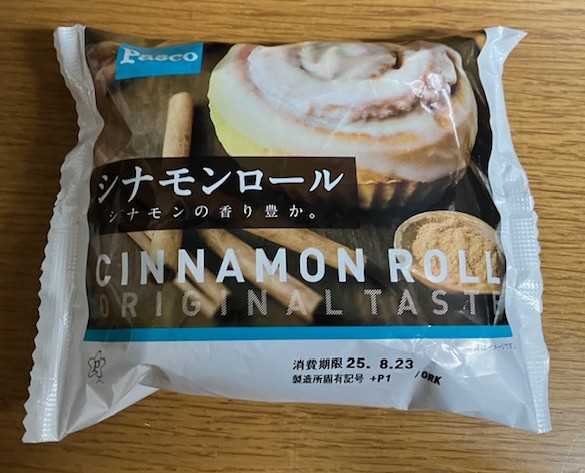 Pasco
シナモンロール
シナモンの香り豊か。
CINNAMON ROLL
ORIGINAL TASTE
消費期限 25. 8.23
製造所固有記号 +P1
/ORK